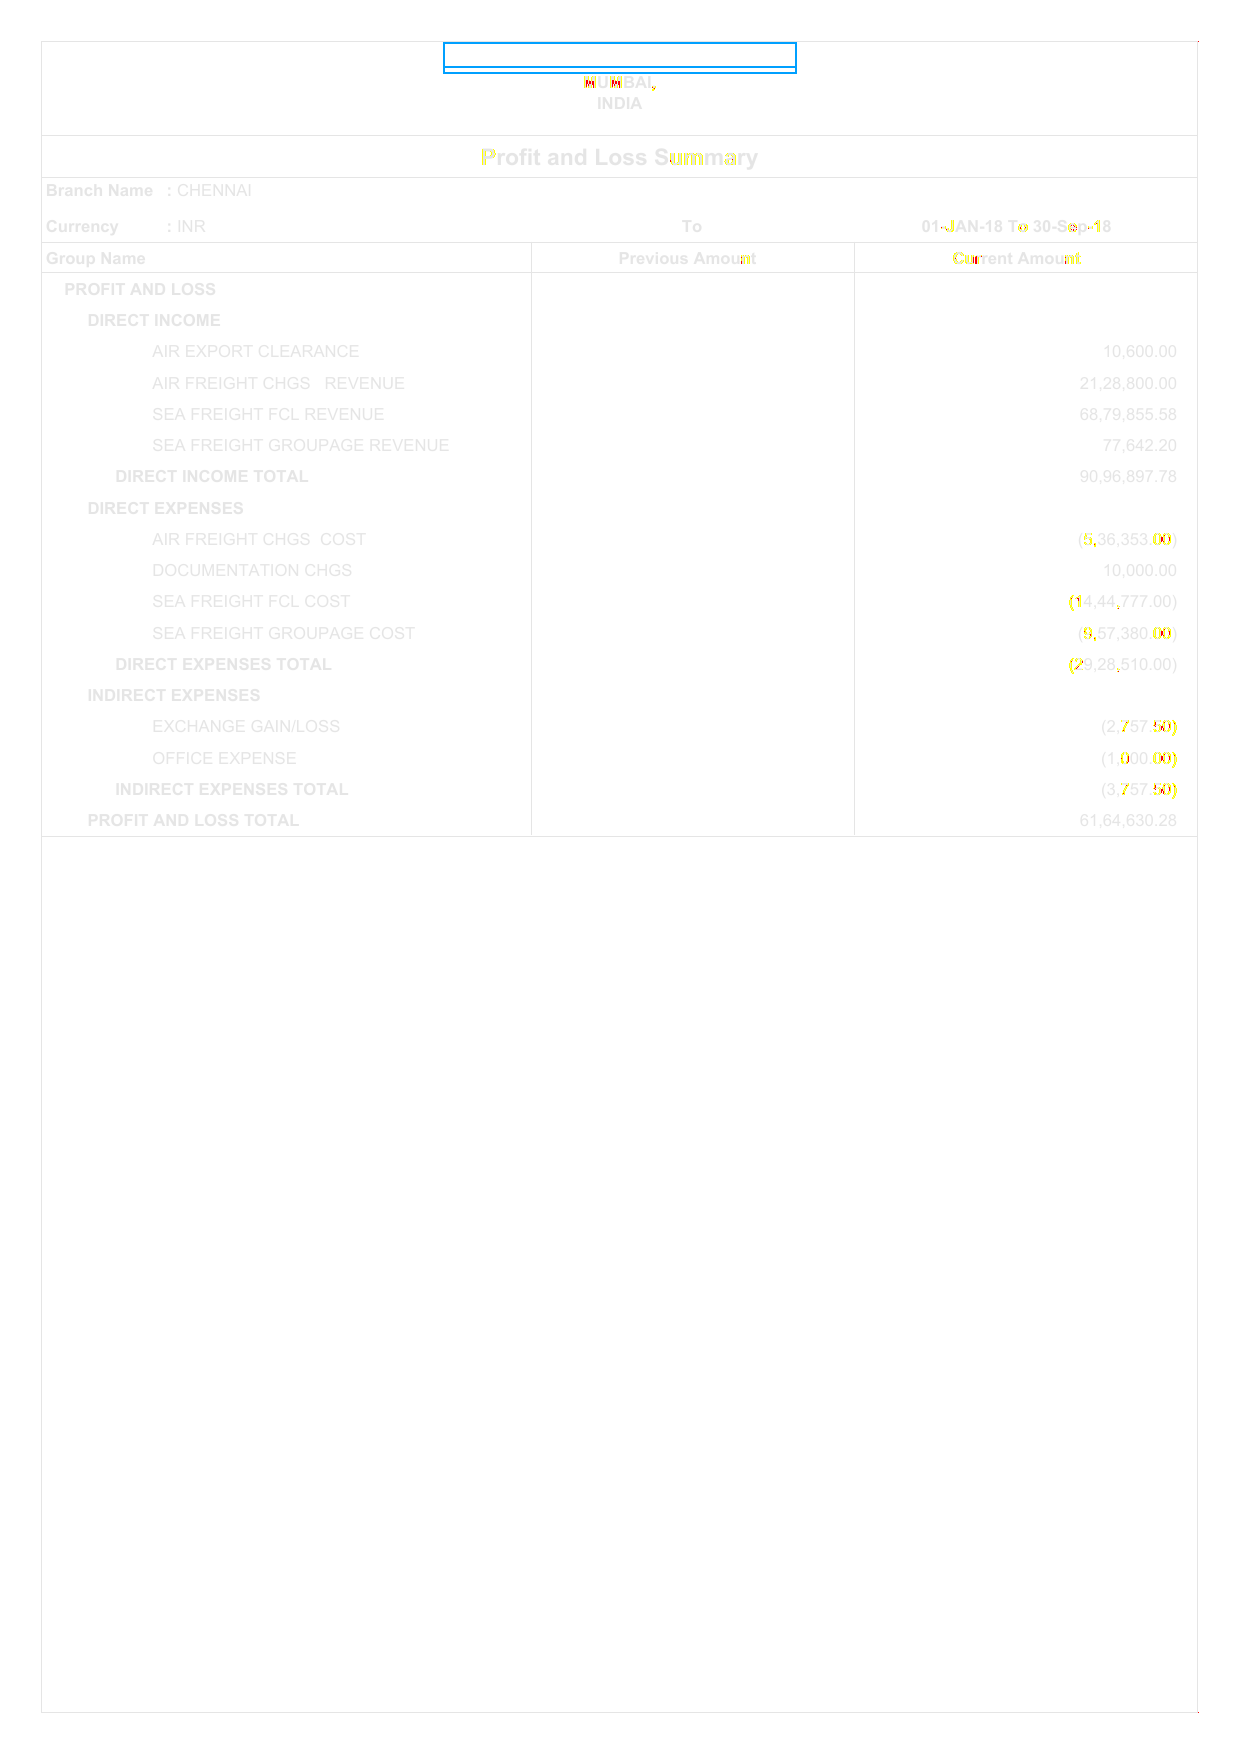 MUMBAI,
INDIA
Profit and Loss Summary
Branch Name : CHENNAI
Currency : INR To 01-JAN-18 To 30-Sep-18
Group Name Previous Amount Current Amount
PROFIT AND LOSS
DIRECT INCOME
AIR EXPORT CLEARANCE 10,600.00
AIR FREIGHT CHGS REVENUE 21,28,800.00
SEA FREIGHT FCL REVENUE 68,79,855.58
SEA FREIGHT GROUPAGE REVENUE 77,642.20
DIRECT INCOME TOTAL 90,96,897.78
DIRECT EXPENSES
AIR FREIGHT CHGS COST (5,36,353.00)
DOCUMENTATION CHGS 10,000.00
SEA FREIGHT FCL COST (14,44,777.00)
SEA FREIGHT GROUPAGE COST (9,57,380.00)
DIRECT EXPENSES TOTAL (29,28,510.00)
INDIRECT EXPENSES
EXCHANGE GAIN/LOSS (2,757.50)
OFFICE EXPENSE (1,000.00)
INDIRECT EXPENSES TOTAL (3,757.50)
PROFIT AND LOSS TOTAL 61,64,630.28